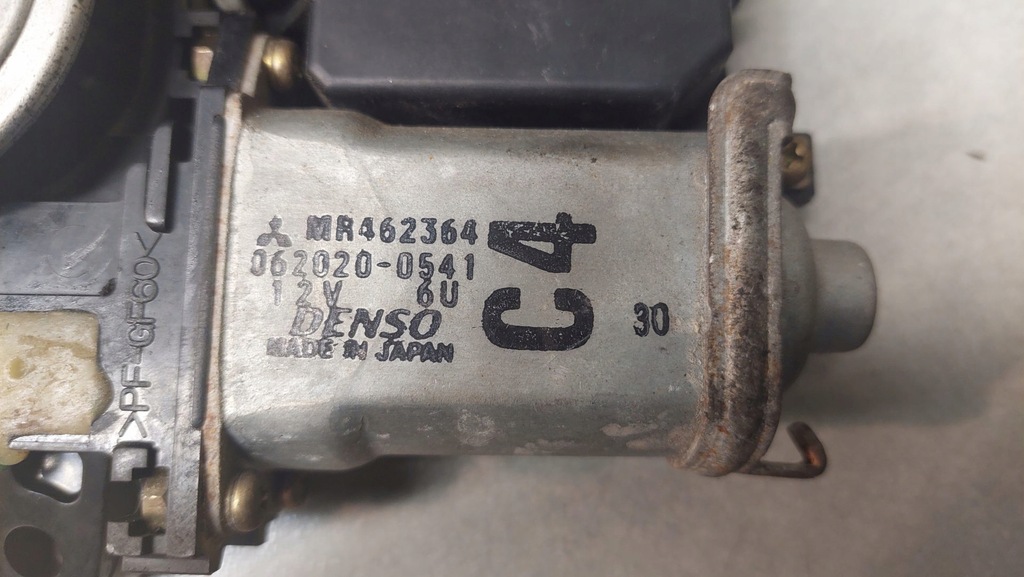 MR462364
062020-0541
12V 6U
DENSO
MADE IN JAPAN
C4
30
>PF-GF60<